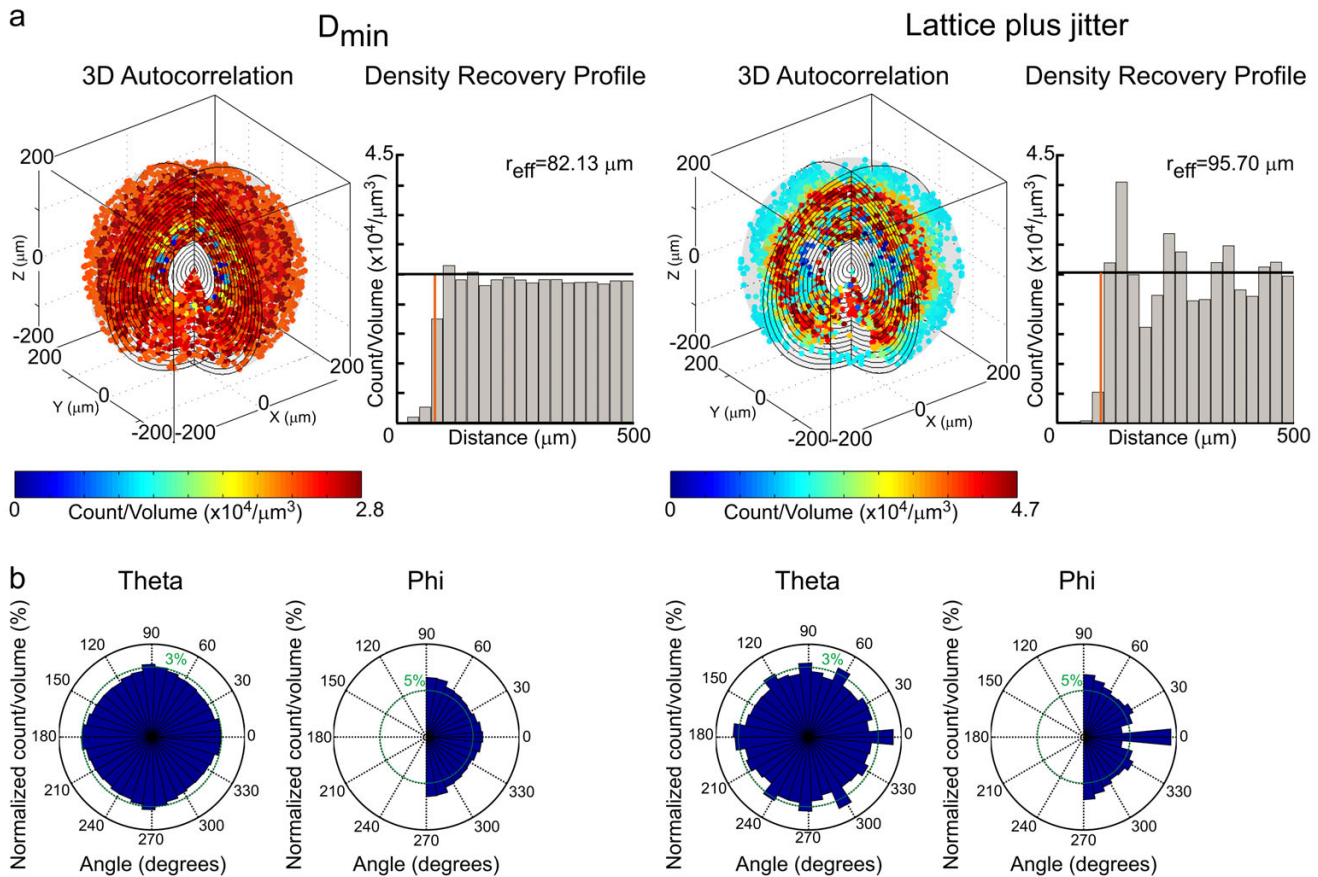 a
D_min
Lattice plus jitter
3D Autocorrelation
Density Recovery Profile
3D Autocorrelation
Density Recovery Profile
200
0
-200
Z (μm)
200
0
-200
Y (μm)
-200
0
200
X (μm)
4.5
r_eff=82.13 μm
Count/Volume (x10⁴/μm³)
0
Distance (μm)
500
200
0
-200
Z (μm)
200
0
-200
Y (μm)
-200
0
200
X (μm)
4.5
r_eff=95.70 μm
Count/Volume (x10⁴/μm³)
0
Distance (μm)
500
0
Count/Volume (x10⁴/μm³)
2.8
0
Count/Volume (x10⁴/μm³)
4.7
b
Theta
Phi
Theta
Phi
Normalized count/volume (%)
90
120
60
3%
150
30
180
0
210
330
240
300
270
Angle (degrees)
Normalized count/volume (%)
90
120
60
5%
150
30
180
0
210
330
240
300
270
Angle (degrees)
Normalized count/volume (%)
90
120
60
3%
150
30
180
0
210
330
240
300
270
Angle (degrees)
Normalized count/volume (%)
90
120
60
5%
150
30
180
0
210
330
240
300
270
Angle (degrees)